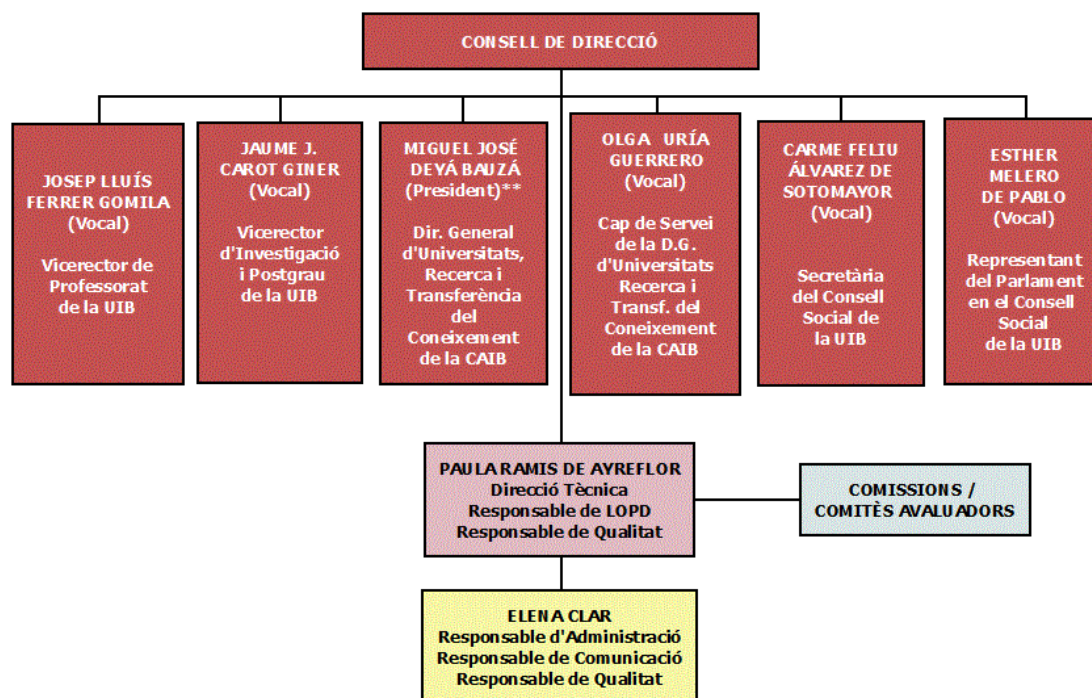 CONSELL DE DIRECCIÓ
JOSEP LLUÍS
FERRER GOMILA
(Vocal)
Vicerector de
Professorat
de la UIB
JAUME J.
CAROT GINER
(Vocal)
Vicerector
d'Investigació
i Postgrau
de la UIB
MIGUEL JOSÉ
DEYÁ BAUZÁ
(President)**
Dir. General
d'Universitats,
Recerca i
Transferència
del
Coneixement
de la CAIB
OLGA URÍA
GUERRERO
(Vocal)
Cap de Servei
de la D.G.
d'Universitats
Recerca i
Transf. del
Coneixement
de la CAIB
CARME FELIU
ÁLVAREZ DE
SOTOMAYOR
(Vocal)
Secretària
del Consell
Social de
la UIB
ESTHER
MELERO
DE PABLO
(Vocal)
Representant
del Parlament
en el Consell
Social
de la UIB
PAULA RAMIS DE AYREFLOR
Direcció Tècnica
Responsable de LOPD
Responsable de Qualitat
COMISSIONS /
COMITÈS AVALUADORS
ELENA CLAR
Responsable d'Administració
Responsable de Comunicació
Responsable de Qualitat